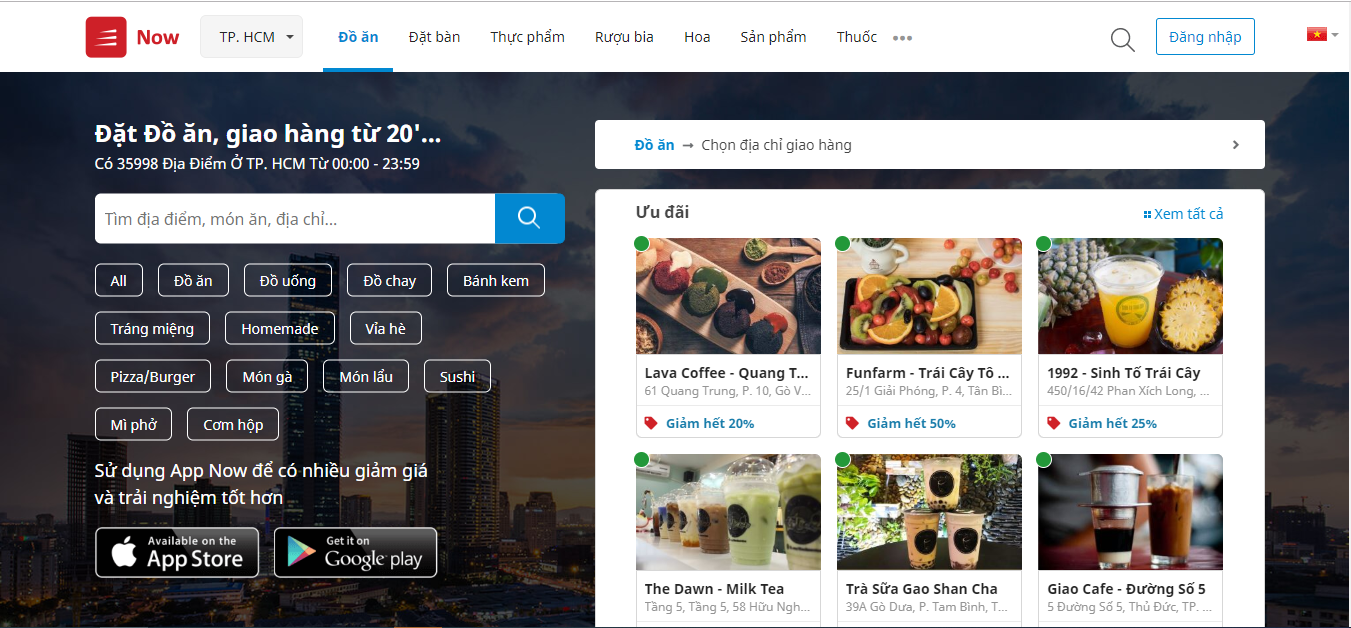 Now
TP. HCM
Đồ ăn
Đặt bàn
Thực phẩm
Rượu bia
Hoa
Sản phẩm
Thuốc
Đăng nhập
Đặt Đồ ăn, giao hàng từ 20'...
Có 35998 Địa Điểm Ở TP. HCM Từ 00:00 - 23:59
Tìm địa điểm, món ăn, địa chỉ...
All
Đồ ăn
Đồ uống
Đồ chay
Bánh kem
Tráng miệng
Homemade
Vỉa hè
Pizza/Burger
Món gà
Món lẩu
Sushi
Mì phở
Cơm hộp
Sử dụng App Now để có nhiều giảm giá
và trải nghiệm tốt hơn
Available on the
App Store
Get it on
Google play
Đồ ăn → Chọn địa chỉ giao hàng
Ưu đãi
Xem tất cả
Lava Coffee - Quang T...
61 Quang Trung, P. 10, Gò V...
Giảm hết 20%
Funfarm - Trái Cây Tô ...
25/1 Giải Phóng, P. 4, Tân Bì...
Giảm hết 50%
1992 - Sinh Tố Trái Cây
450/16/42 Phan Xích Long, ...
Giảm hết 25%
The Dawn - Milk Tea
Tầng 5, Tầng 5, 58 Hữu Ngh...
Trà Sữa Gao Shan Cha
39A Gò Dưa, P. Tam Bình, T...
Giao Cafe - Đường Số 5
5 Đường Số 5, Thủ Đức, TP. ...